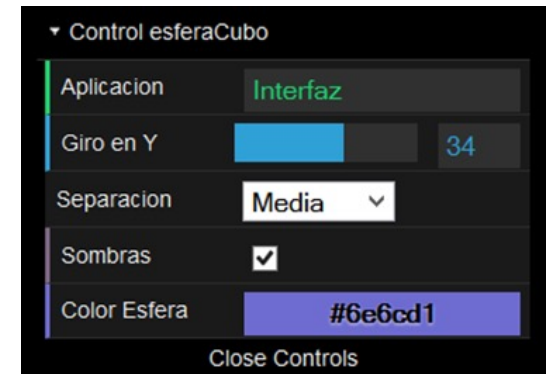 Control esferaCubo
Aplicacion Interfaz
Giro en Y 34
Separacion Media
Sombras
Color Esfera #6e6cd1
Close Controls